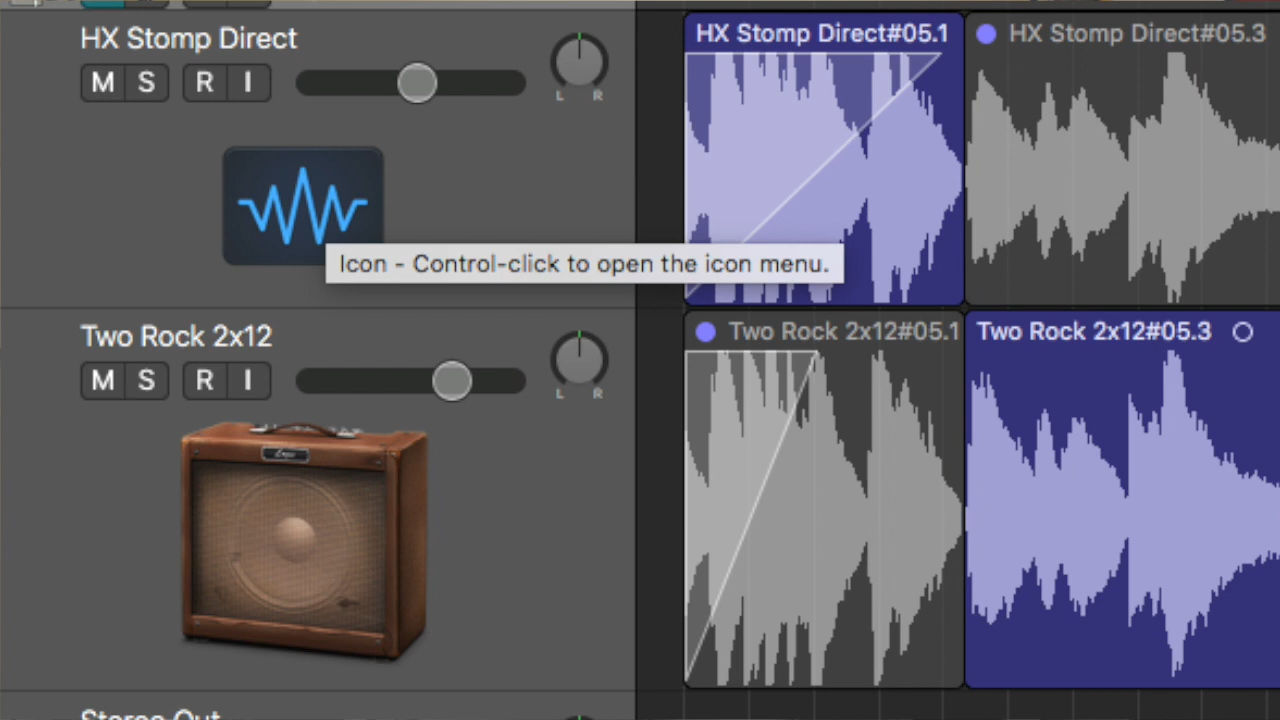 HX Stomp Direct
M S R I
L R
HX Stomp Direct#05.1
HX Stomp Direct#05.3
Icon - Control-click to open the icon menu.
Two Rock 2x12
M S R I
L R
Two Rock 2x12#05.1
Two Rock 2x12#05.3
Stereo Out